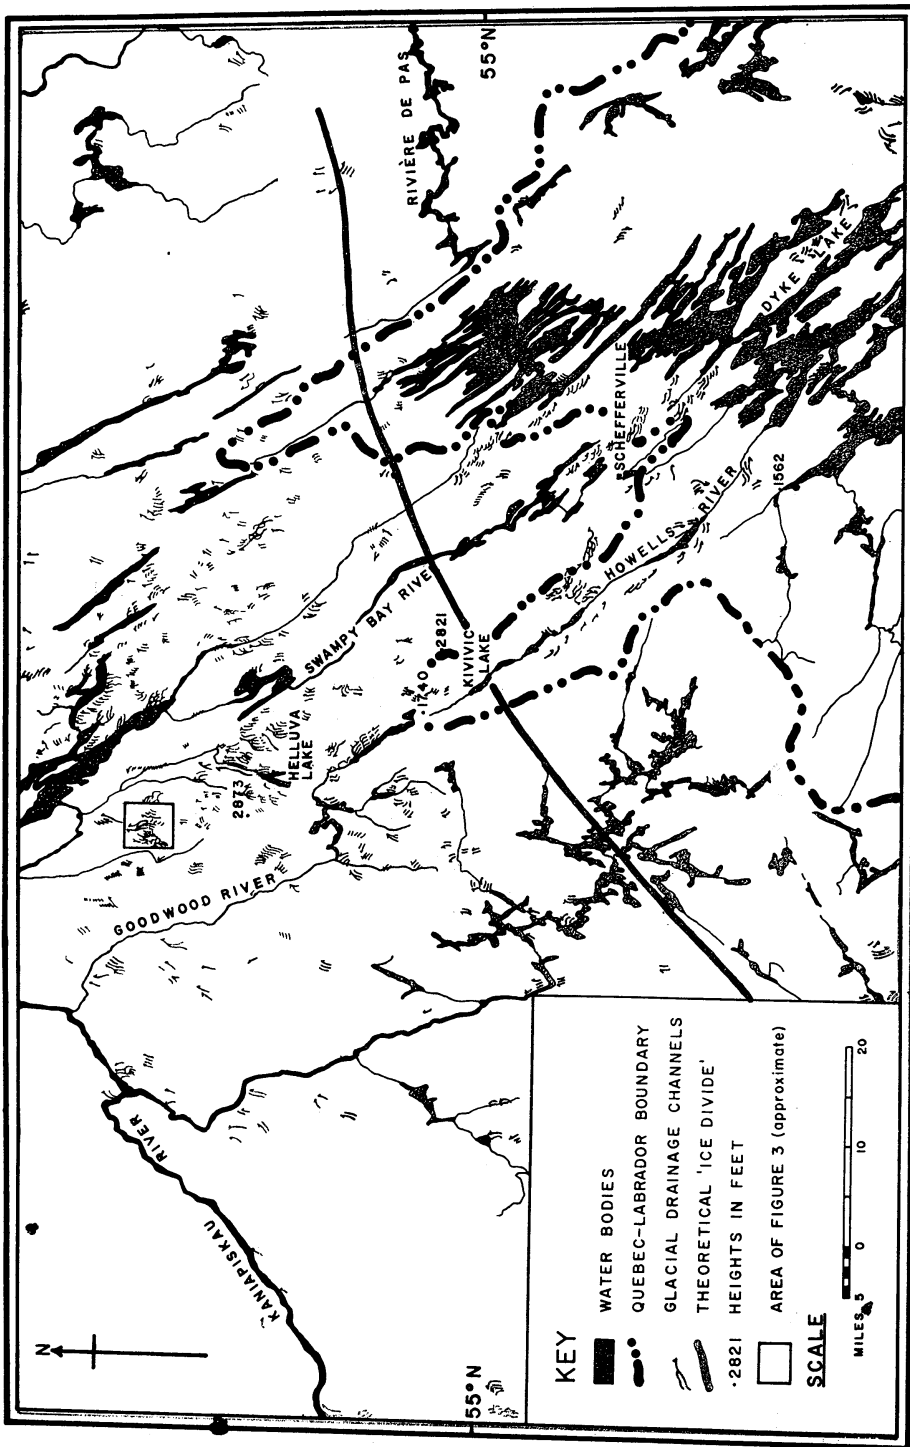 55°N
RIVIÈRE DE PAS
DYKE LAKE
SCHEFFERVILLE
HOWELLS RIVER
1562
SWAMPY BAY RIVER
2821
KIVIVIC
LAKE
.1740
HELLUVA
LAKE
2873
GOODWOOD RIVER
KANIAPISKAU RIVER
N
55°N
KEY
WATER BODIES
QUEBEC-LABRADOR BOUNDARY
GLACIAL DRAINAGE CHANNELS
THEORETICAL 'ICE DIVIDE'
·2821 HEIGHTS IN FEET
AREA OF FIGURE 3 (approximate)
SCALE
MILES 5 0 10 20